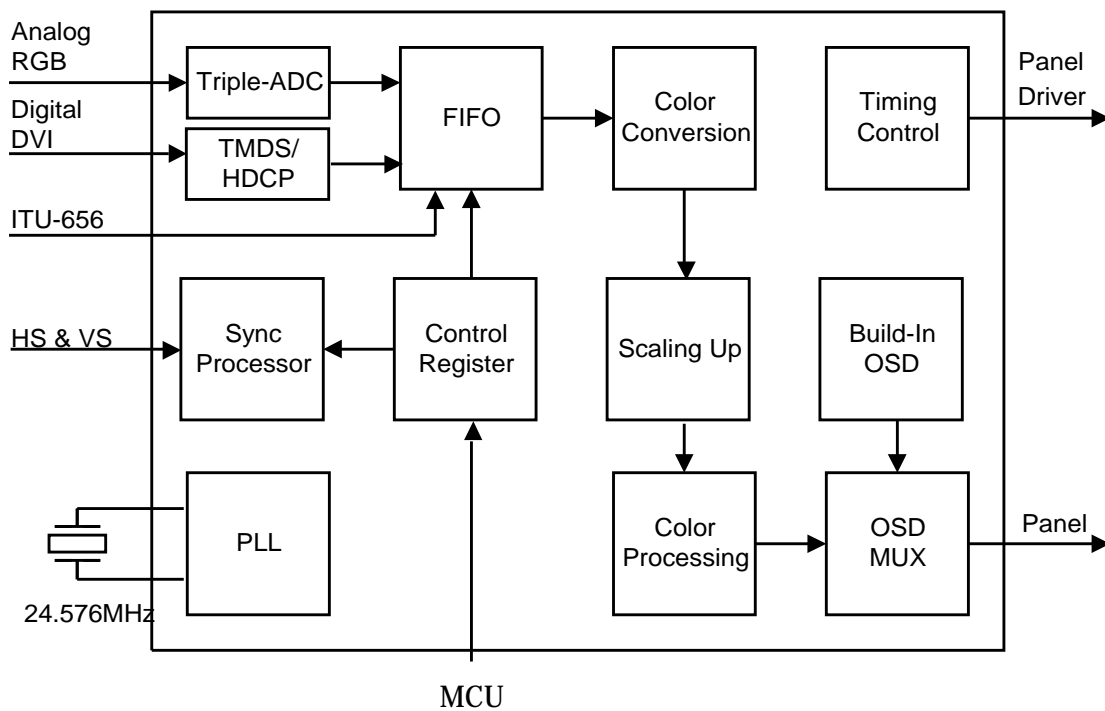 Analog
RGB
Triple-ADC
FIFO
Color
Conversion
Timing
Control
Panel
Driver
Digital
DVI
TMDS/
HDCP
ITU-656
HS & VS
Sync
Processor
Control
Register
Scaling Up
Build-In
OSD
PLL
24.576MHz
Color
Processing
OSD
MUX
Panel
MCU